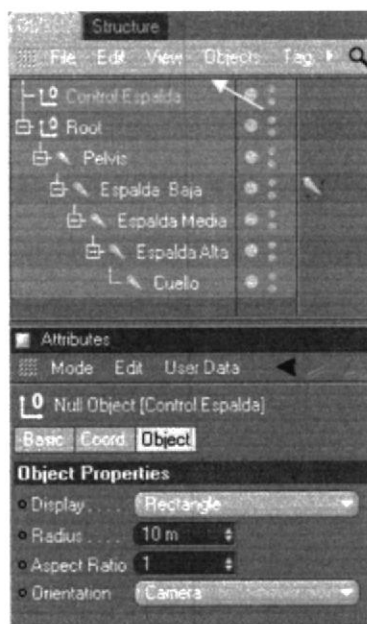 Objects Structure
File Edit View Objects Tag
Control Espalda
Root
Pelvis
Espalda Baja
Espalda Media
Espalda Alta
Cuello
Attributes
Mode Edit User Data
Null Object [Control Espalda]
Basic Coord. Object
Object Properties
Display . . . . Rectangle
Radius . . . . 10 m
Aspect Ratio 1
Orientation Camera